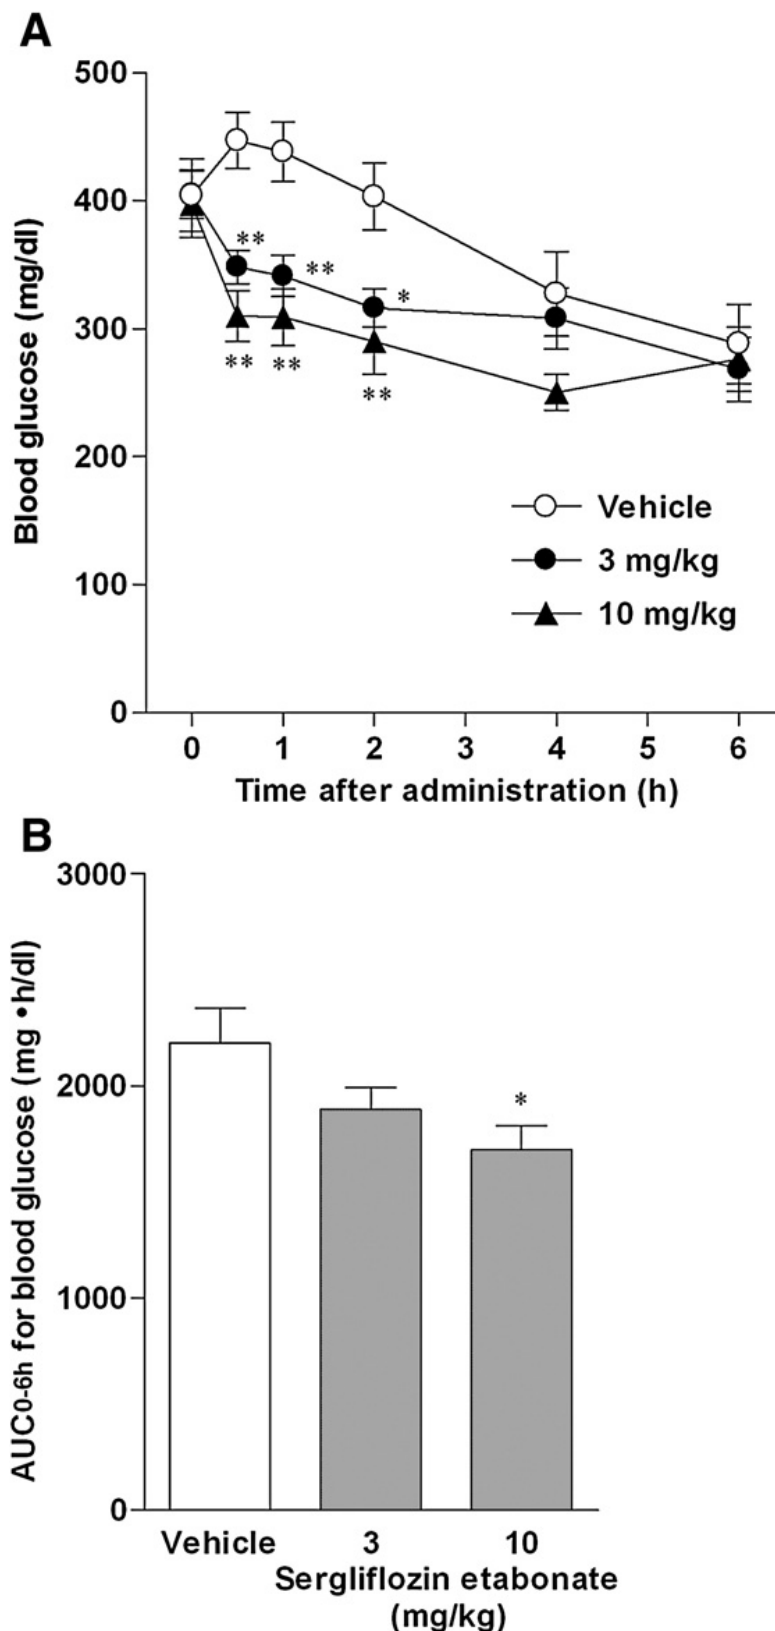 A
500
400
300
200
100
0
Blood glucose (mg/dl)
**
**
*
**
**
**
Vehicle
3 mg/kg
10 mg/kg
0 1 2 3 4 5 6
Time after administration (h)
B
3000
2000
1000
0
AUC0-6h for blood glucose (mg •h/dl)
*
Vehicle 3 10
Sergliflozin etabonate
(mg/kg)